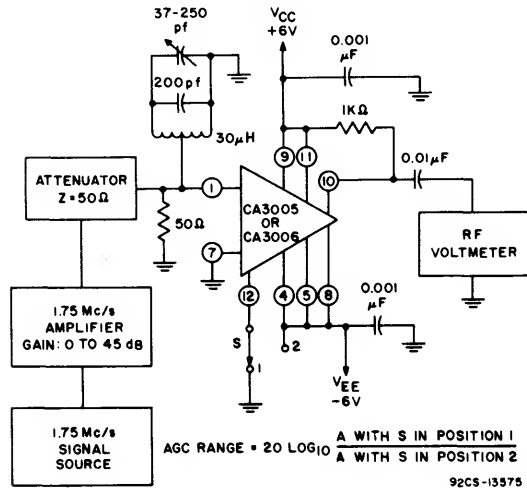 37-250
pf
200pf
30μH
VCC
+6V
0.001
μF
1KΩ
9
11
10
0.01μF
ATTENUATOR
Z=50Ω
50Ω
1
7
CA3005
OR
CA3006
12
4
5
8
RF
VOLTMETER
0.001
μF
S
1
2
VEE
-6V
1.75 Mc/s
AMPLIFIER
GAIN: 0 TO 45 dB
1.75 Mc/s
SIGNAL
SOURCE
AGC RANGE = 20 LOG10 A WITH S IN POSITION 1
A WITH S IN POSITION 2
92CS-13575